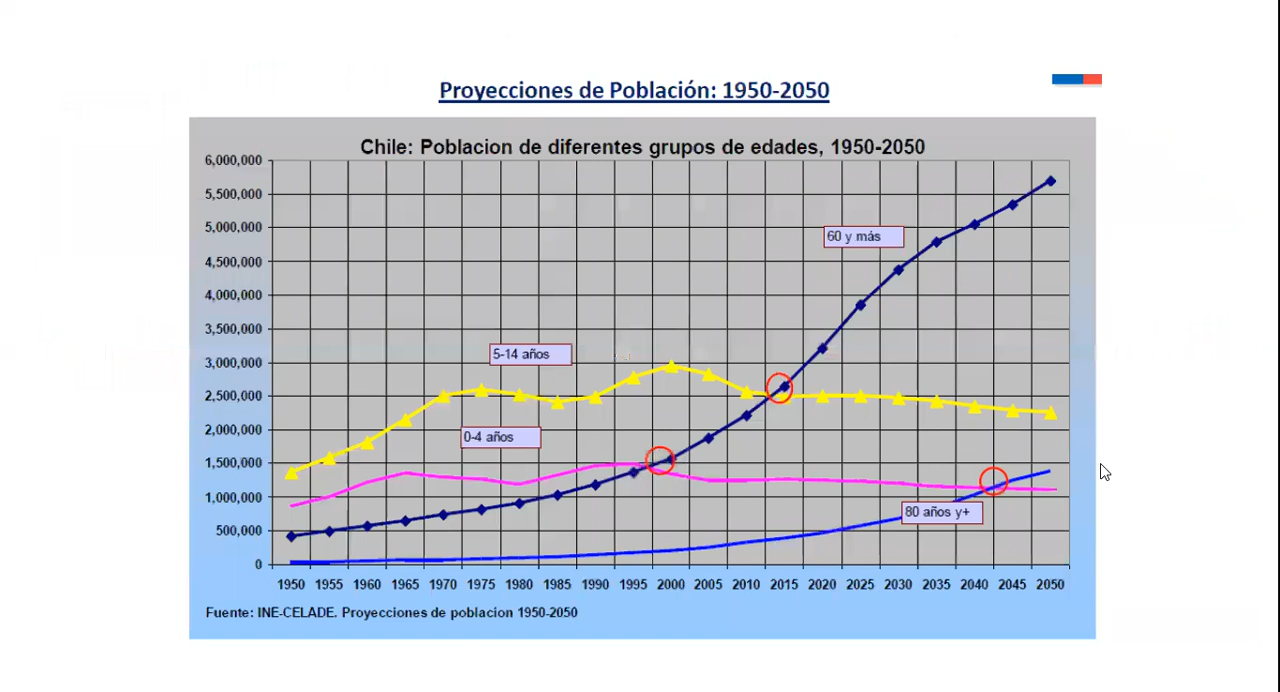 Proyecciones de Población: 1950-2050
Chile: Poblacion de diferentes grupos de edades, 1950-2050
6,000,000
5,500,000
5,000,000
4,500,000
4,000,000
3,500,000
3,000,000
2,500,000
2,000,000
1,500,000
1,000,000
500,000
0
60 y más
5-14 años
0-4 años
80 años y+
1950 1955 1960 1965 1970 1975 1980 1985 1990 1995 2000 2005 2010 2015 2020 2025 2030 2035 2040 2045 2050
Fuente: INE-CELADE. Proyecciones de poblacion 1950-2050